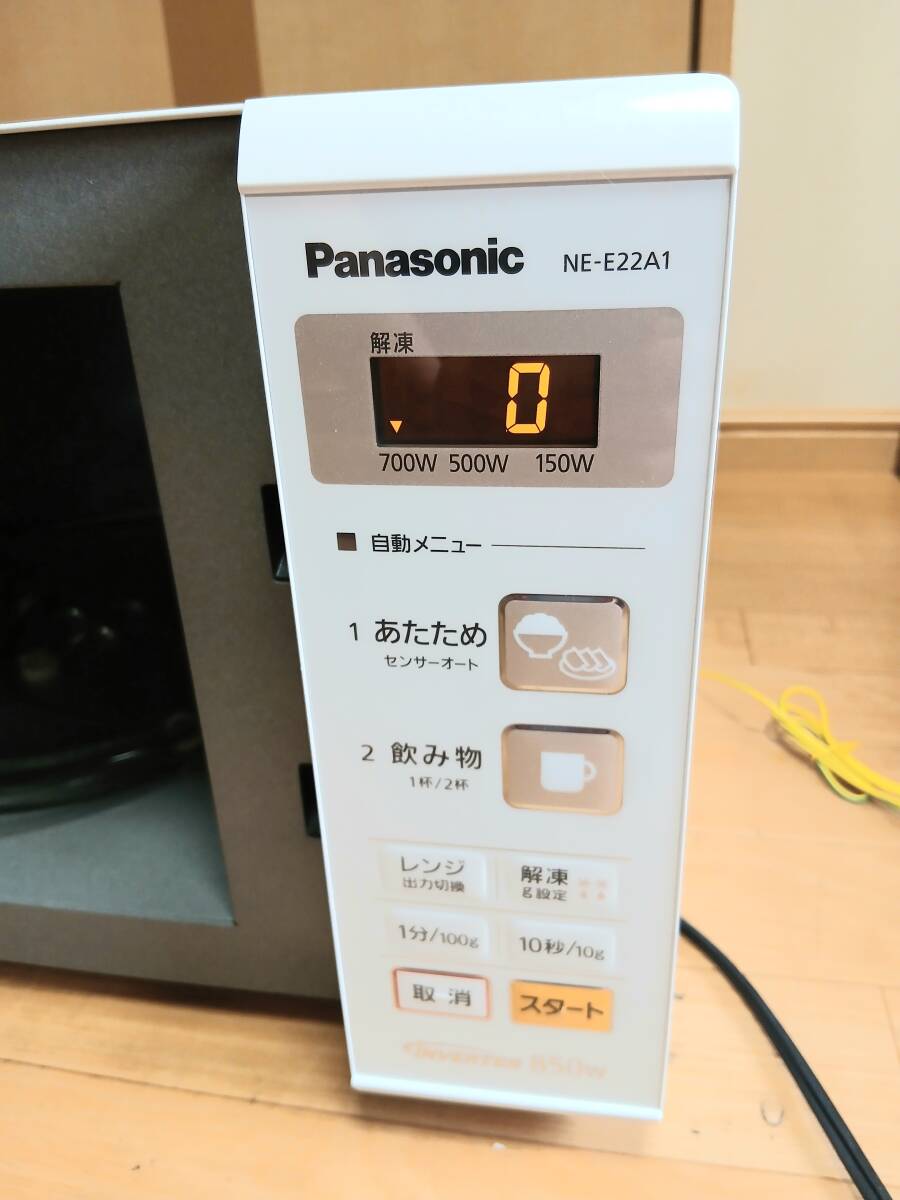 Panasonic NE-E22A1
解凍
0
700W 500W 150W
自動メニュー
1 あたため
センサーオート
2 飲み物
1杯/2杯
レンジ
出力切換
解凍
g設定
1分/100g
10秒/10g
取消
スタート
INVERTER 850W